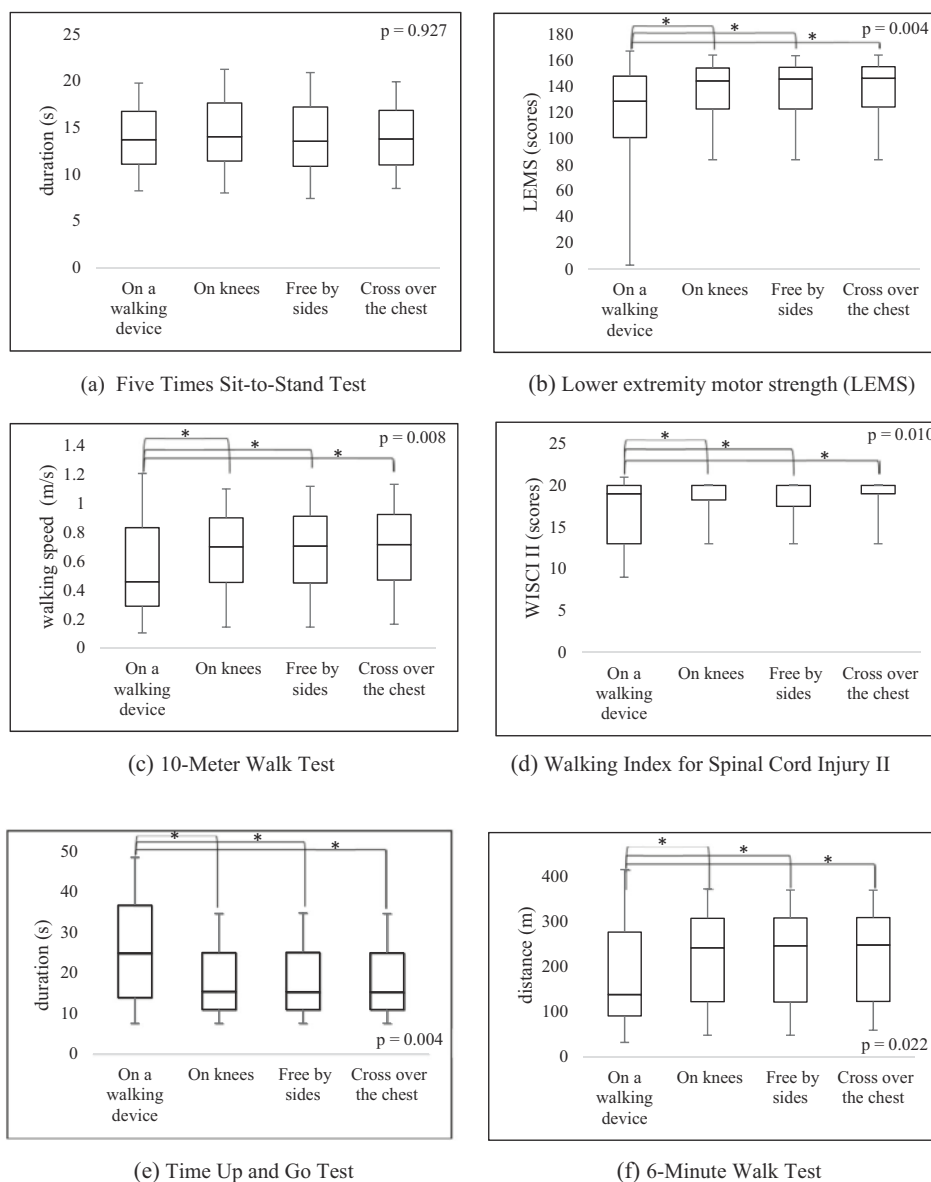 p = 0.927
25
20
15
10
5
0
duration (s)
On a walking device
On knees
Free by sides
Cross over the chest
(a) Five Times Sit-to-Stand Test
* * *
p = 0.004
180
160
140
120
100
80
60
40
20
0
LEMS (scores)
On a walking device
On knees
Free by sides
Cross over the chest
(b) Lower extremity motor strength (LEMS)
* * *
p = 0.008
1.4
1.2
1
0.8
0.6
0.4
0.2
0
walking speed (m/s)
On a walking device
On knees
Free by sides
Cross over the chest
(c) 10-Meter Walk Test
* * *
p = 0.010
25
20
15
10
5
0
WISCI II (scores)
On a walking device
On knees
Free by sides
Cross over the chest
(d) Walking Index for Spinal Cord Injury II
* * *
50
40
30
20
10
0
duration (s)
p = 0.004
On a walking device
On knees
Free by sides
Cross over the chest
(e) Time Up and Go Test
* * *
400
300
200
100
0
distance (m)
p = 0.022
On a walking device
On knees
Free by sides
Cross over the chest
(f) 6-Minute Walk Test